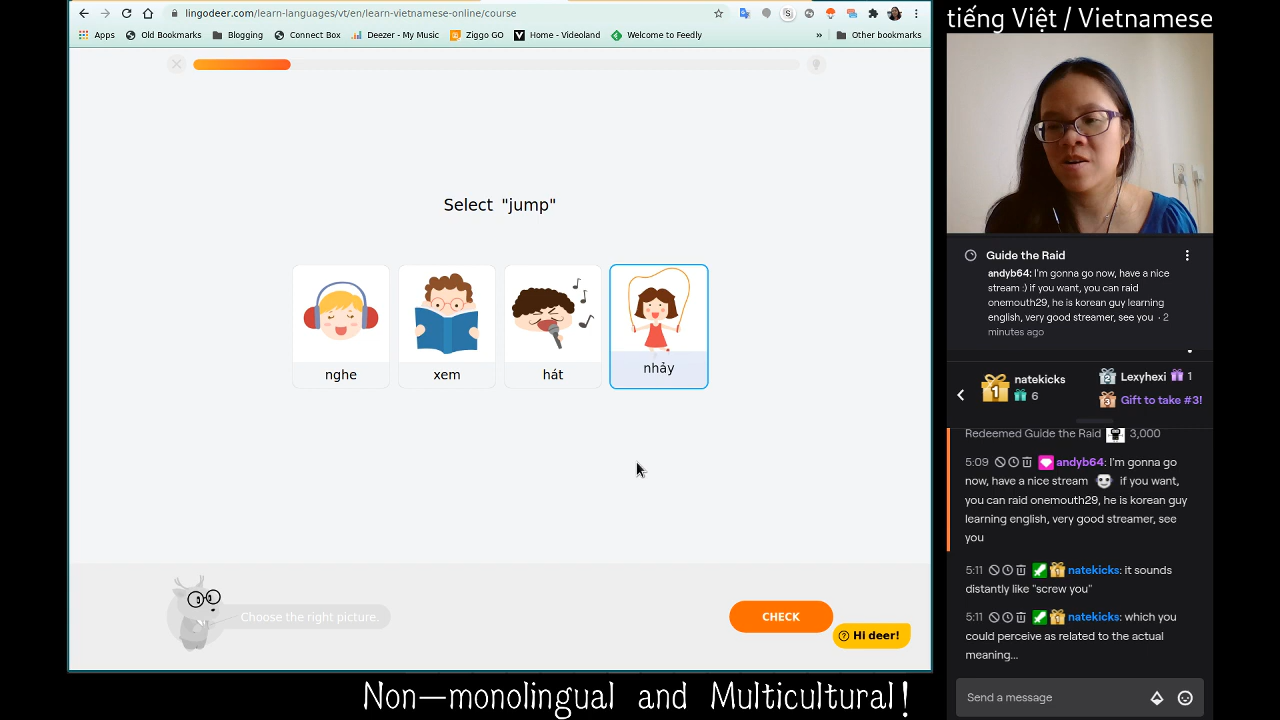 lingodeer.com/learn-languages/vt/en/learn-vietnamese-online/course
Apps Old Bookmarks Blogging Connect Box Deezer - My Music Ziggo GO Home - Videoland Welcome to Feedly » Other bookmarks
Select "jump"
nghe xem hát nhảy
Choose the right picture.
CHECK
Hi deer!
tiếng Việt / Vietnamese
Guide the Raid
andyb64: I'm gonna go now, have a nice
stream :) if you want, you can raid
onemouth29, he is korean guy learning
english, very good streamer, see you · 2
minutes ago
1 natekicks
6
2 Lexyhexi 1
3 Gift to take #3!
Redeemed Guide the Raid 3,000
5:09 andyb64: I'm gonna go
now, have a nice stream if you want,
you can raid onemouth29, he is korean guy
learning english, very good streamer, see
you
5:11 natekicks: it sounds
distantly like "screw you"
5:11 natekicks: which you
could perceive as related to the actual
meaning...
Send a message
Non-monolingual and Multicultural!